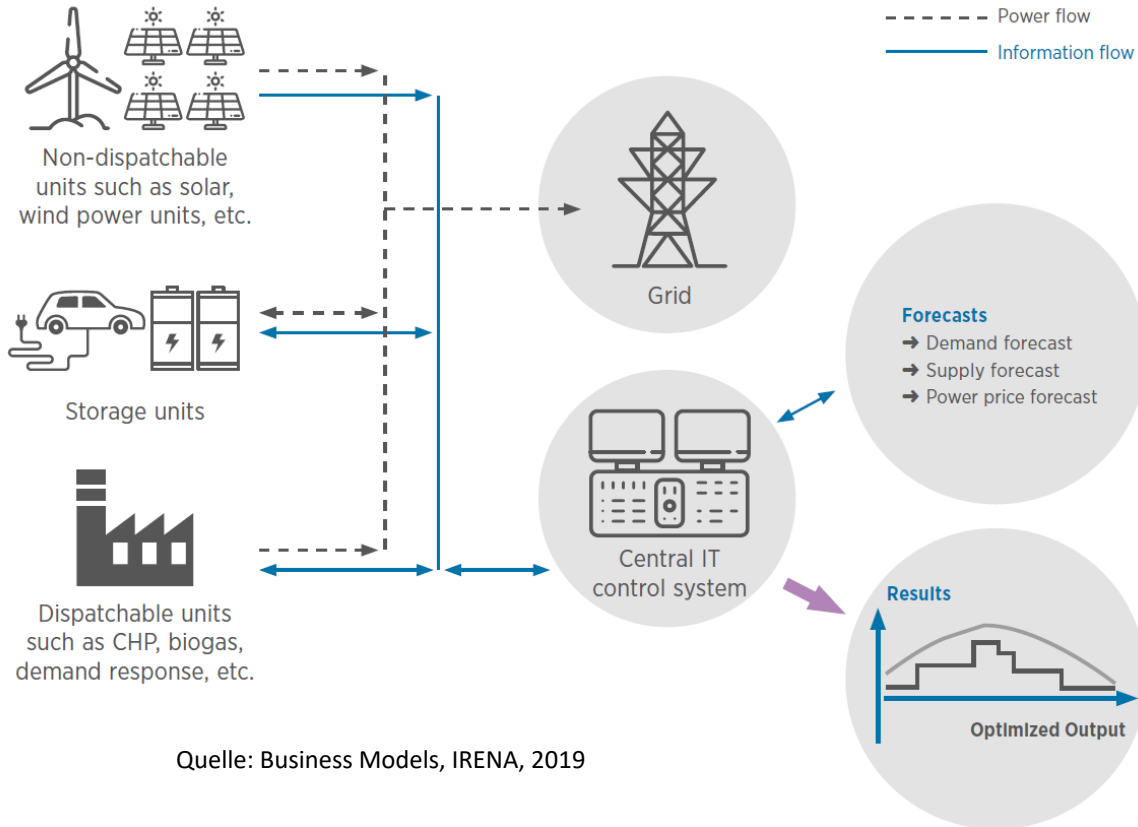 Power flow
Information flow
Non-dispatchable
units such as solar,
wind power units, etc.
Grid
Storage units
Forecasts
➜ Demand forecast
➜ Supply forecast
➜ Power price forecast
Central IT
control system
Dispatchable units
such as CHP, biogas,
demand response, etc.
Results
Optimized Output
Quelle: Business Models, IRENA, 2019